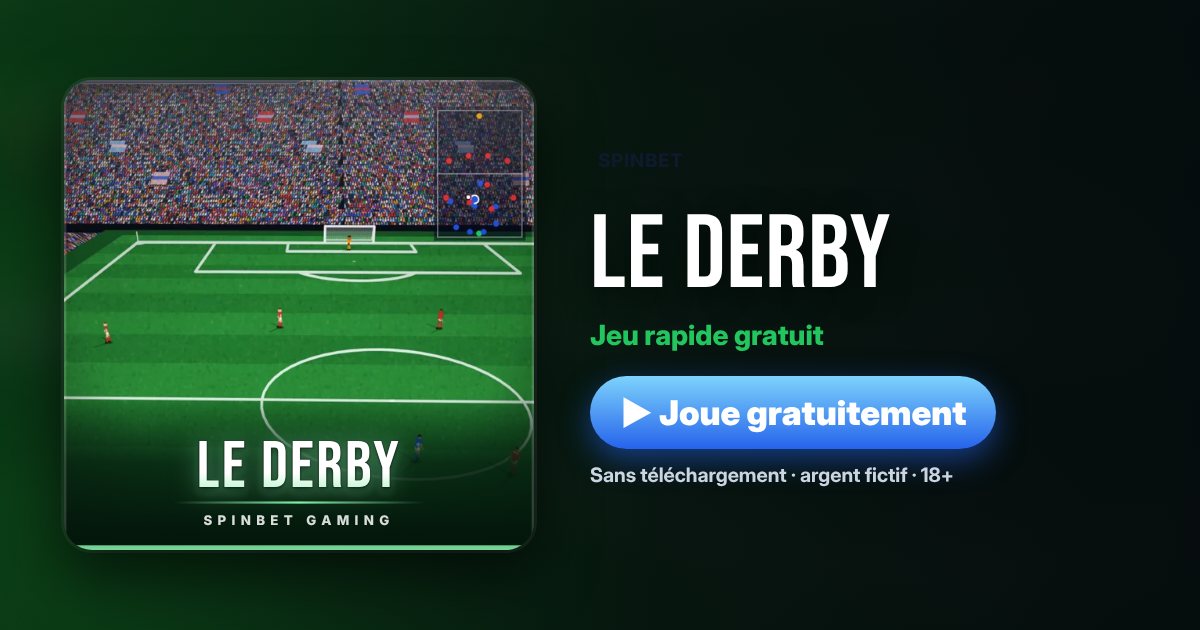 LE DERBY
SPINBET GAMING
SPINBET
LE DERBY
Jeu rapide gratuit
▶ Joue gratuitement
Sans téléchargement · argent fictif · 18+